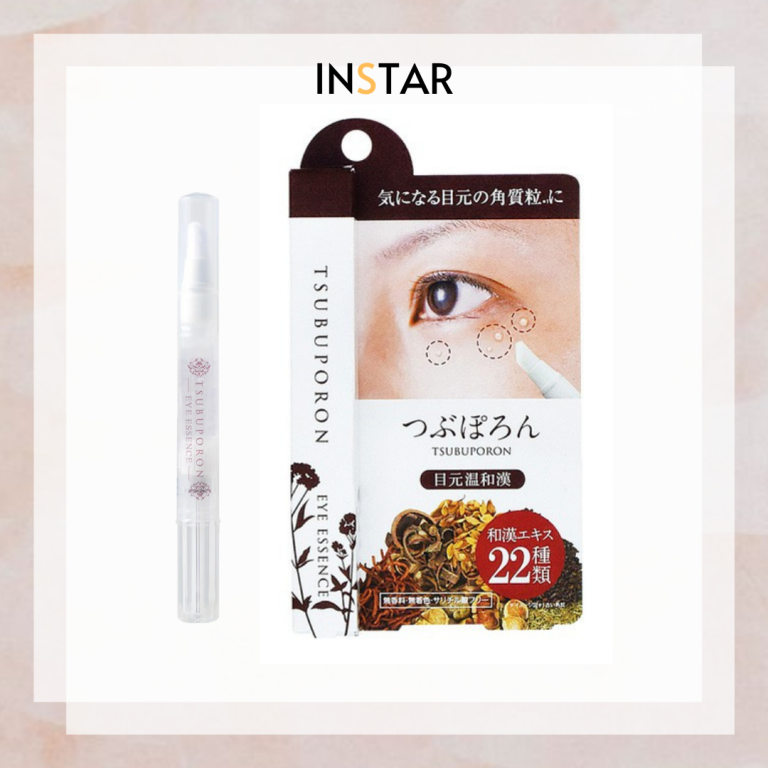 INSTAR
TSUBUPORON
EYE ESSENCE
TSUBUPORON
EYE ESSENCE
気になる目元の角質粒..に
つぶぽろん
TSUBUPORON
目元温和漢
和漢エキス
22種類
無香料・無着色・サリチル酸フリー